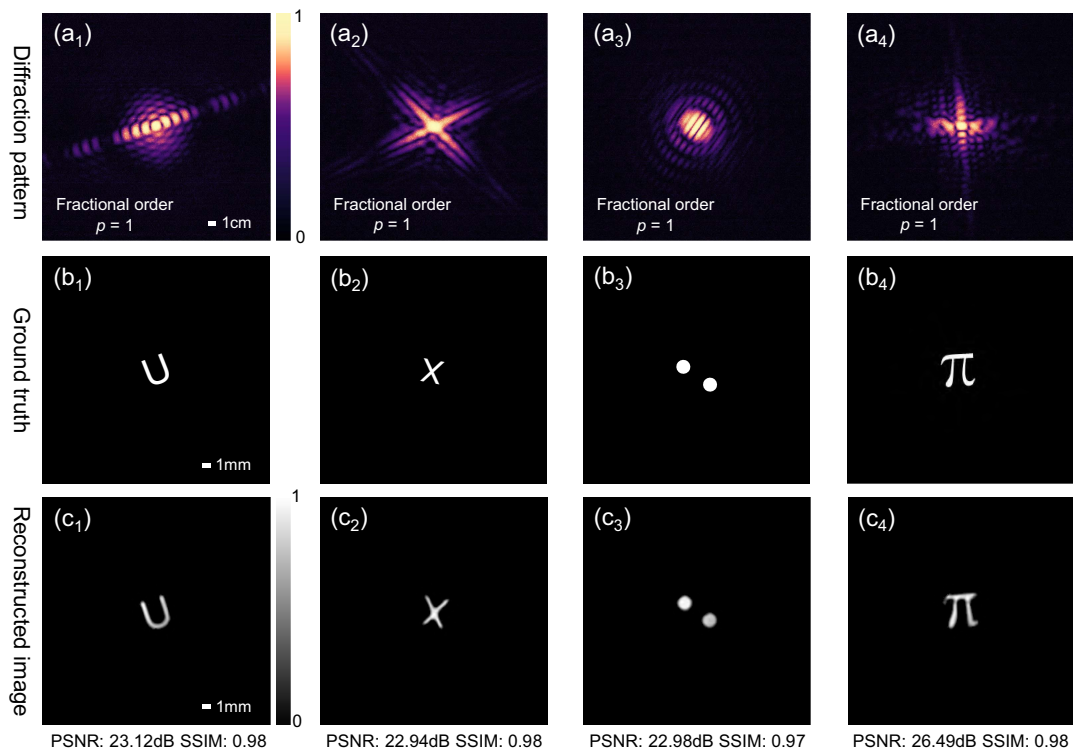 Diffraction pattern
(a₁)
1
0
Fractional order
p = 1
1cm
(a₂)
Fractional order
p = 1
(a₃)
Fractional order
p = 1
(a₄)
Fractional order
p = 1
Ground truth
(b₁)
U
1mm
(b₂)
X
(b₃)
(b₄)
π
Reconstructed image
(c₁)
U
1mm
1
0
(c₂)
X
(c₃)
(c₄)
π
PSNR: 23.12dB SSIM: 0.98
PSNR: 22.94dB SSIM: 0.98
PSNR: 22.98dB SSIM: 0.97
PSNR: 26.49dB SSIM: 0.98